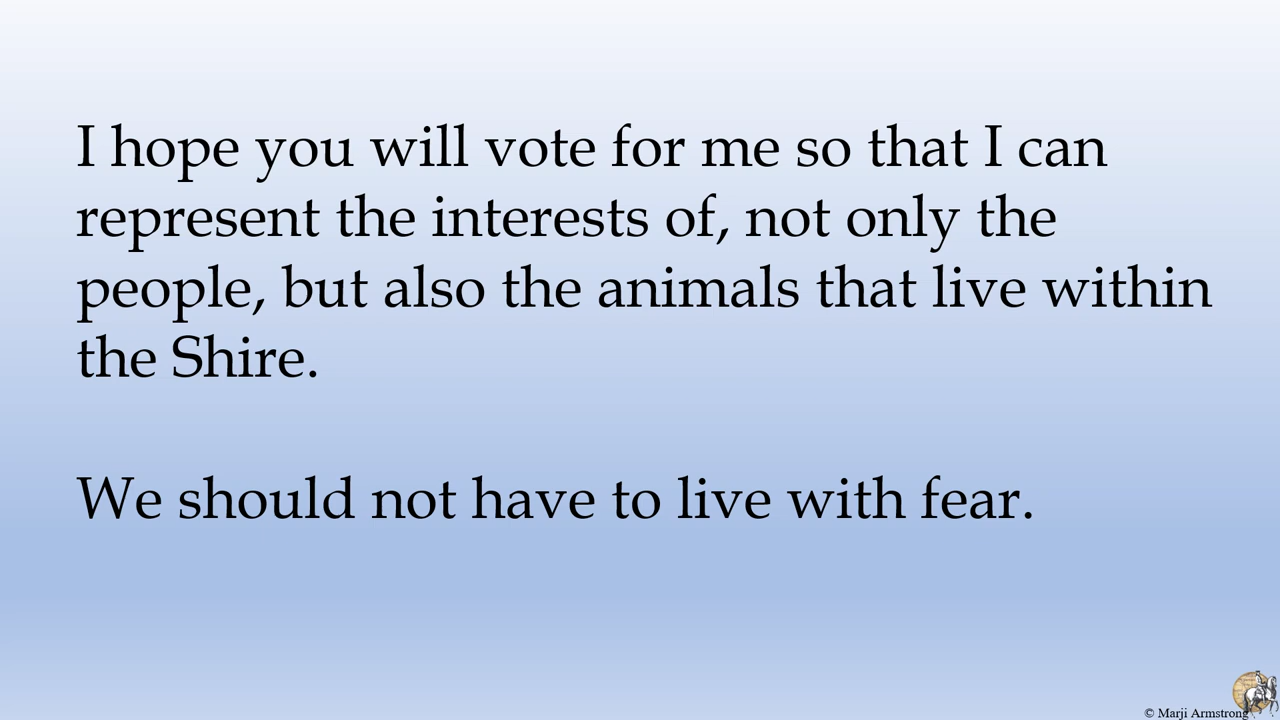 I hope you will vote for me so that I can
represent the interests of, not only the
people, but also the animals that live within
the Shire.
We should not have to live with fear.
© Marji Armstrong